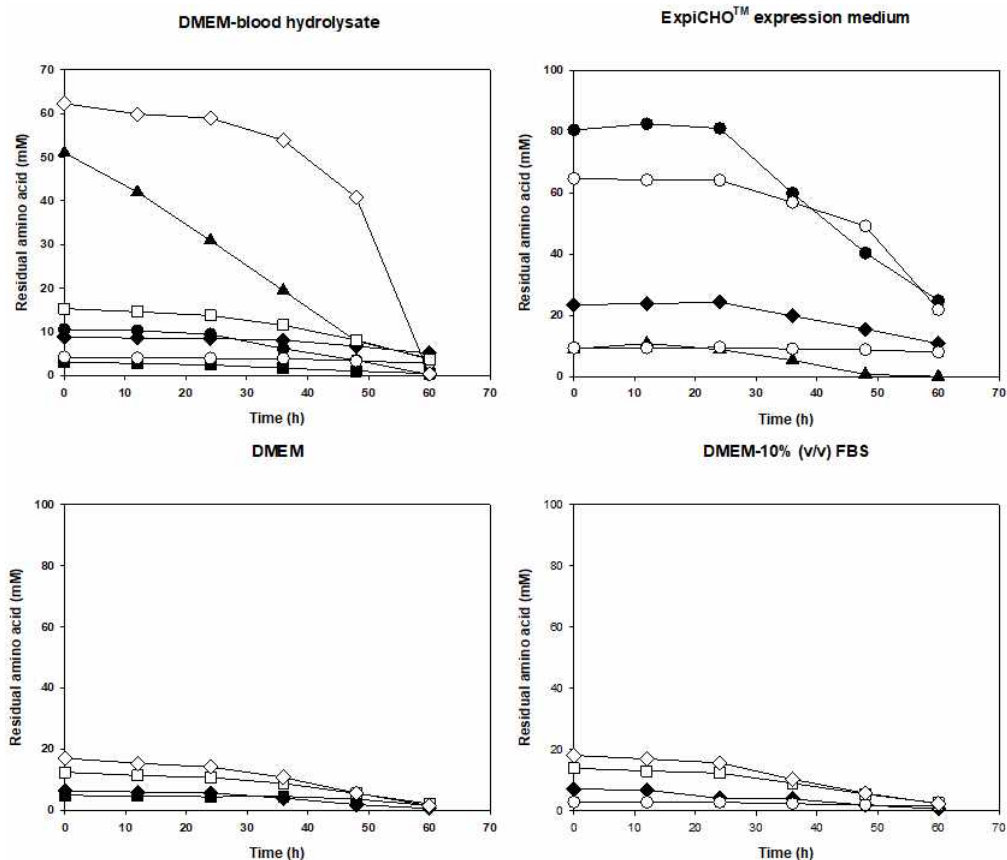 DMEM-blood hydrolysate
70
60
50
40
30
20
10
0
Residual amino acid (mM)
0 10 20 30 40 50 60 70
Time (h)
ExpiCHO™ expression medium
100
80
60
40
20
0
Residual amino acid (mM)
0 10 20 30 40 50 60 70
Time (h)
DMEM
100
80
60
40
20
0
Residual amino acid (mM)
0 10 20 30 40 50 60 70
Time (h)
DMEM-10% (v/v) FBS
100
80
60
40
20
0
Residual amino acid (mM)
0 10 20 30 40 50 60 70
Time (h)